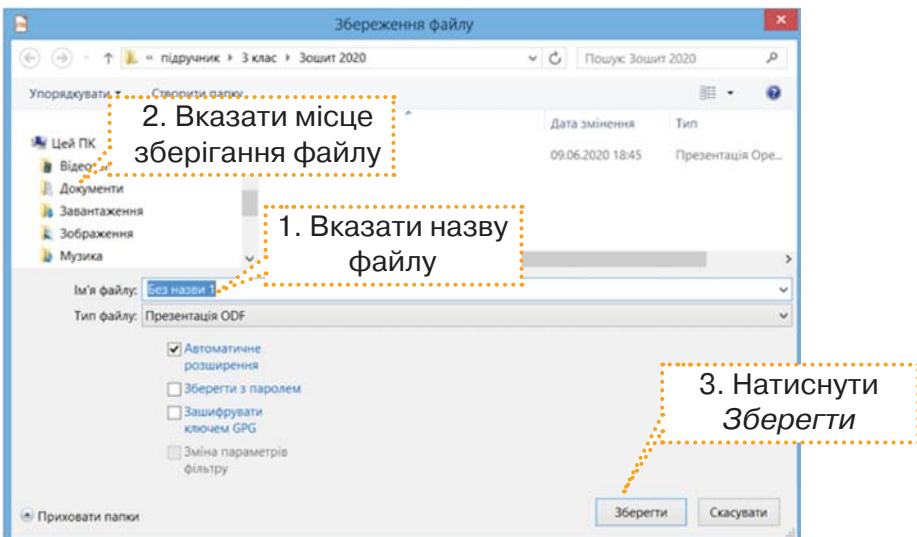 Збереження файлу
« підручник ▸ 3 клас ▸ Зошит 2020
Пошук: Зошит 2020
Упорядкувати
Створити папку
2. Вказати місце
зберігання файлу
Дата змінення Тип
09.06.2020 18:45 Презентація Ope...
Цей ПК
Документи
Завантаження
Зображення
Музика
1. Вказати назву
файлу
Ім'я файлу: Без назви 1
Тип файлу: Презентація ODF
Автоматичне
розширення
Зберегти з паролем
Зашифрувати
ключем GPG
Зміна параметрів
фільтру
3. Натиснути
Зберегти
Приховати папки
Зберегти
Скасувати